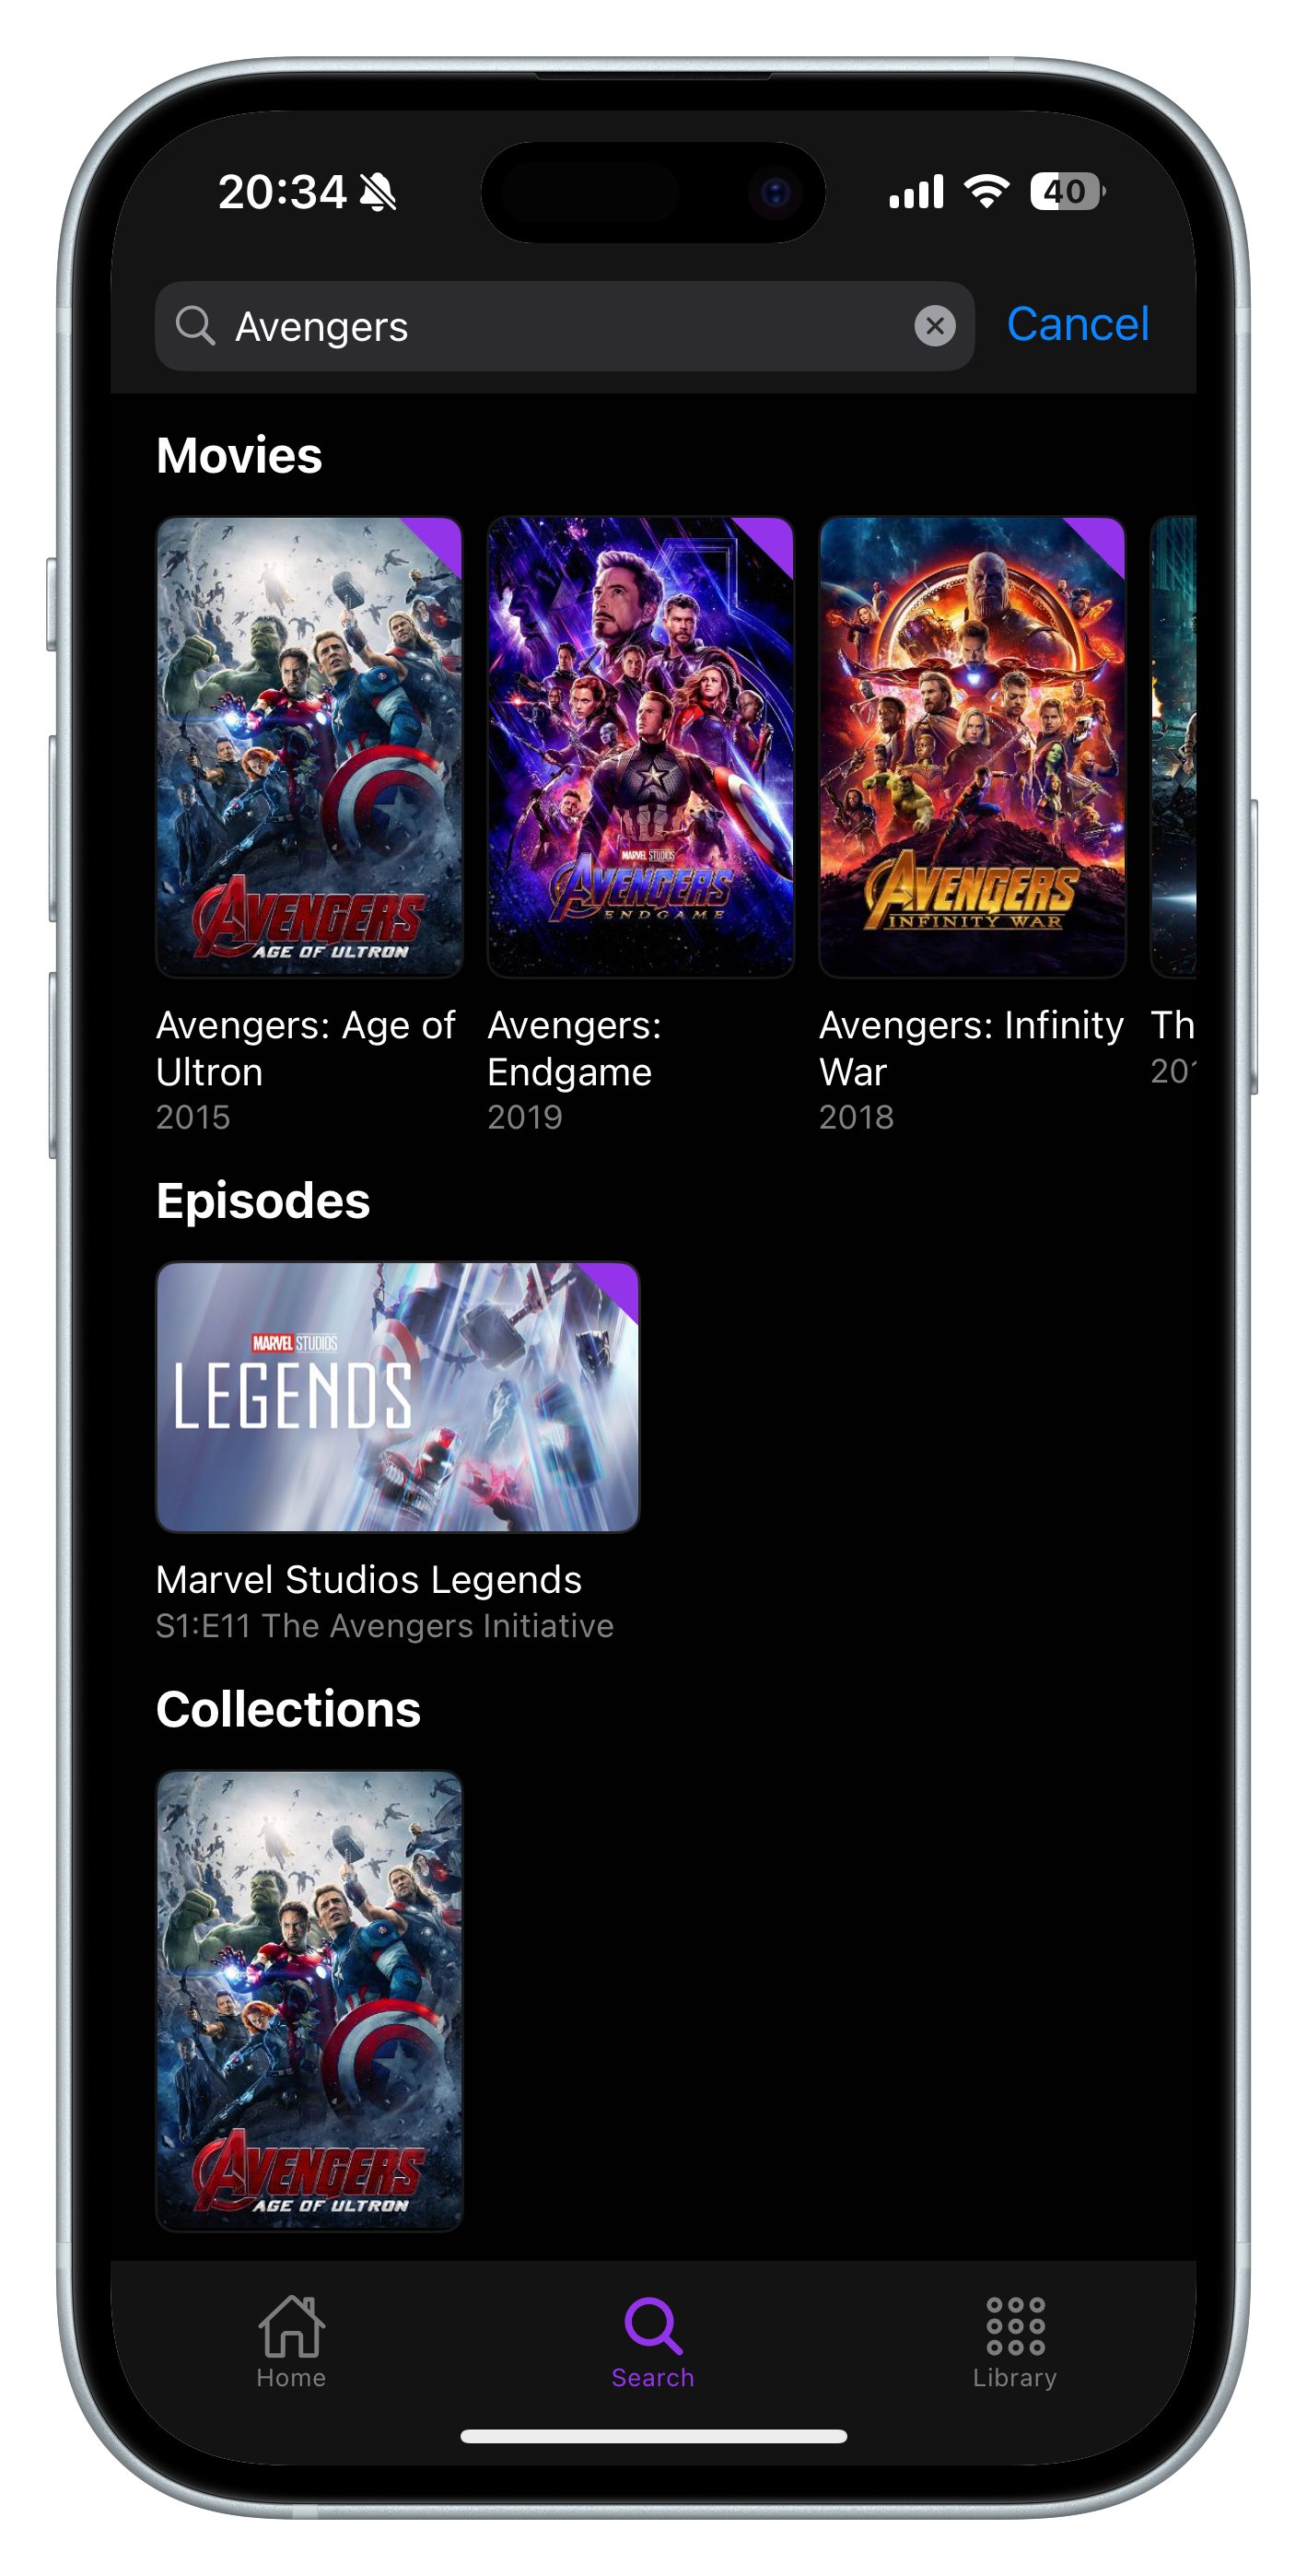 20:34
40
Avengers
Cancel
Movies
AVENGERS
AGE OF ULTRON
MARVEL STUDIOS
AVENGERS
ENDGAME
AVENGERS
INFINITY WAR
Avengers: Age of
Ultron
2015
Avengers:
Endgame
2019
Avengers: Infinity
War
2018
Th
201
Episodes
MARVEL STUDIOS
LEGENDS
Marvel Studios Legends
S1:E11 The Avengers Initiative
Collections
AVENGERS
AGE OF ULTRON
Home
Search
Library